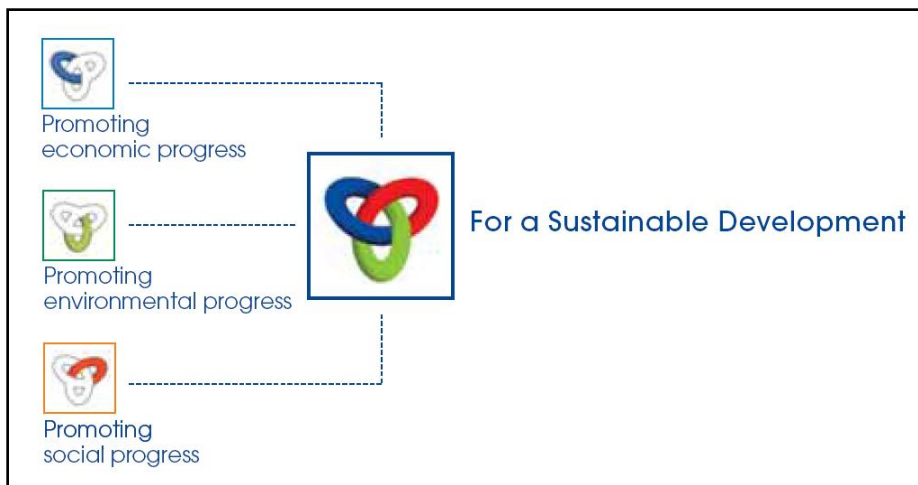 Promoting
economic progress
Promoting
environmental progress
Promoting
social progress
For a Sustainable Development